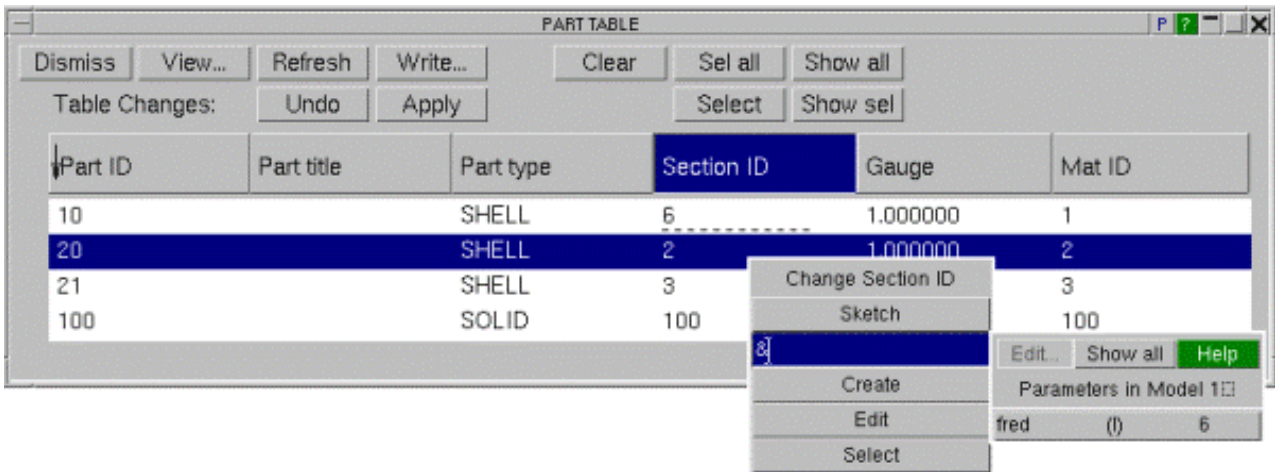 PART TABLE P ?
Dismiss View... Refresh Write... Clear Sel all Show all
Table Changes: Undo Apply Select Show sel
Part ID Part title Part type Section ID Gauge Mat ID
10 SHELL 6 1.000000 1
20 SHELL 2 1.000000 2
21 SHELL 3 3
100 SOLID 100 100
Change Section ID
Sketch
&
Create
Edit
Select
Edit... Show all Help
Parameters in Model 1
fred (I) 6